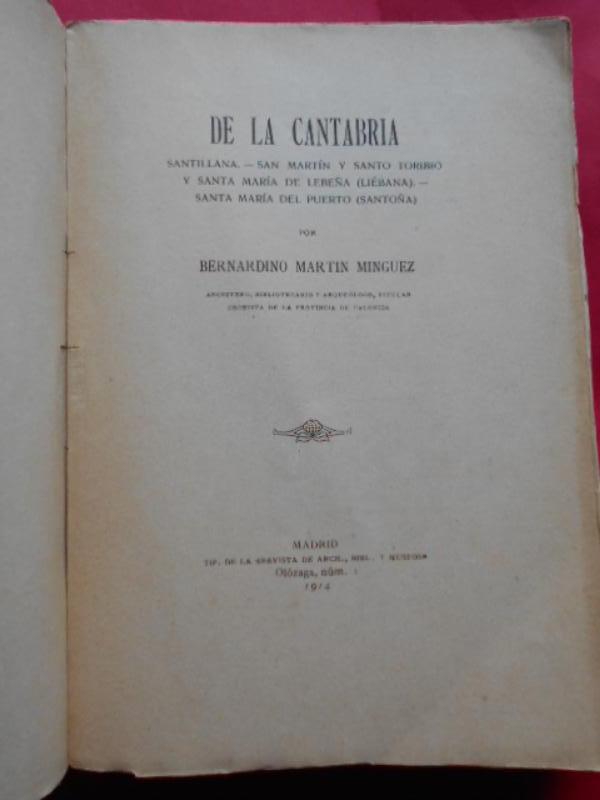 DE LA CANTABRIA
SANTILLANA. — SAN MARTÍN Y SANTO TORIBIO
Y SANTA MARÍA DE LEBEÑA (LIÉBANA). —
SANTA MARÍA DEL PUERTO (SANTOÑA)
POR
BERNARDINO MARTIN MINGUEZ
ARCHIVERO, BIBLIOTECARIO Y ARQUEÓLOGO, TITULAR
CRONISTA DE LA PROVINCIA DE PALENCIA
MADRID
TIP. DE LA REVISTA DE ARCH., BIBL. Y MUSEOS
Olózaga, núm. 1
1914